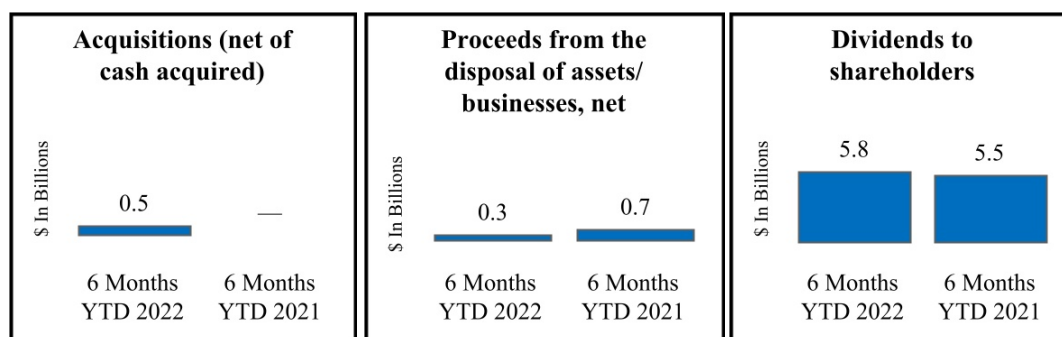 Acquisitions (net of
cash acquired)
$ In Billions
0.5
—
6 Months
YTD 2022
6 Months
YTD 2021
Proceeds from the
disposal of assets/
businesses, net
$ In Billions
0.3
0.7
6 Months
YTD 2022
6 Months
YTD 2021
Dividends to
shareholders
$ In Billions
5.8
5.5
6 Months
YTD 2022
6 Months
YTD 2021